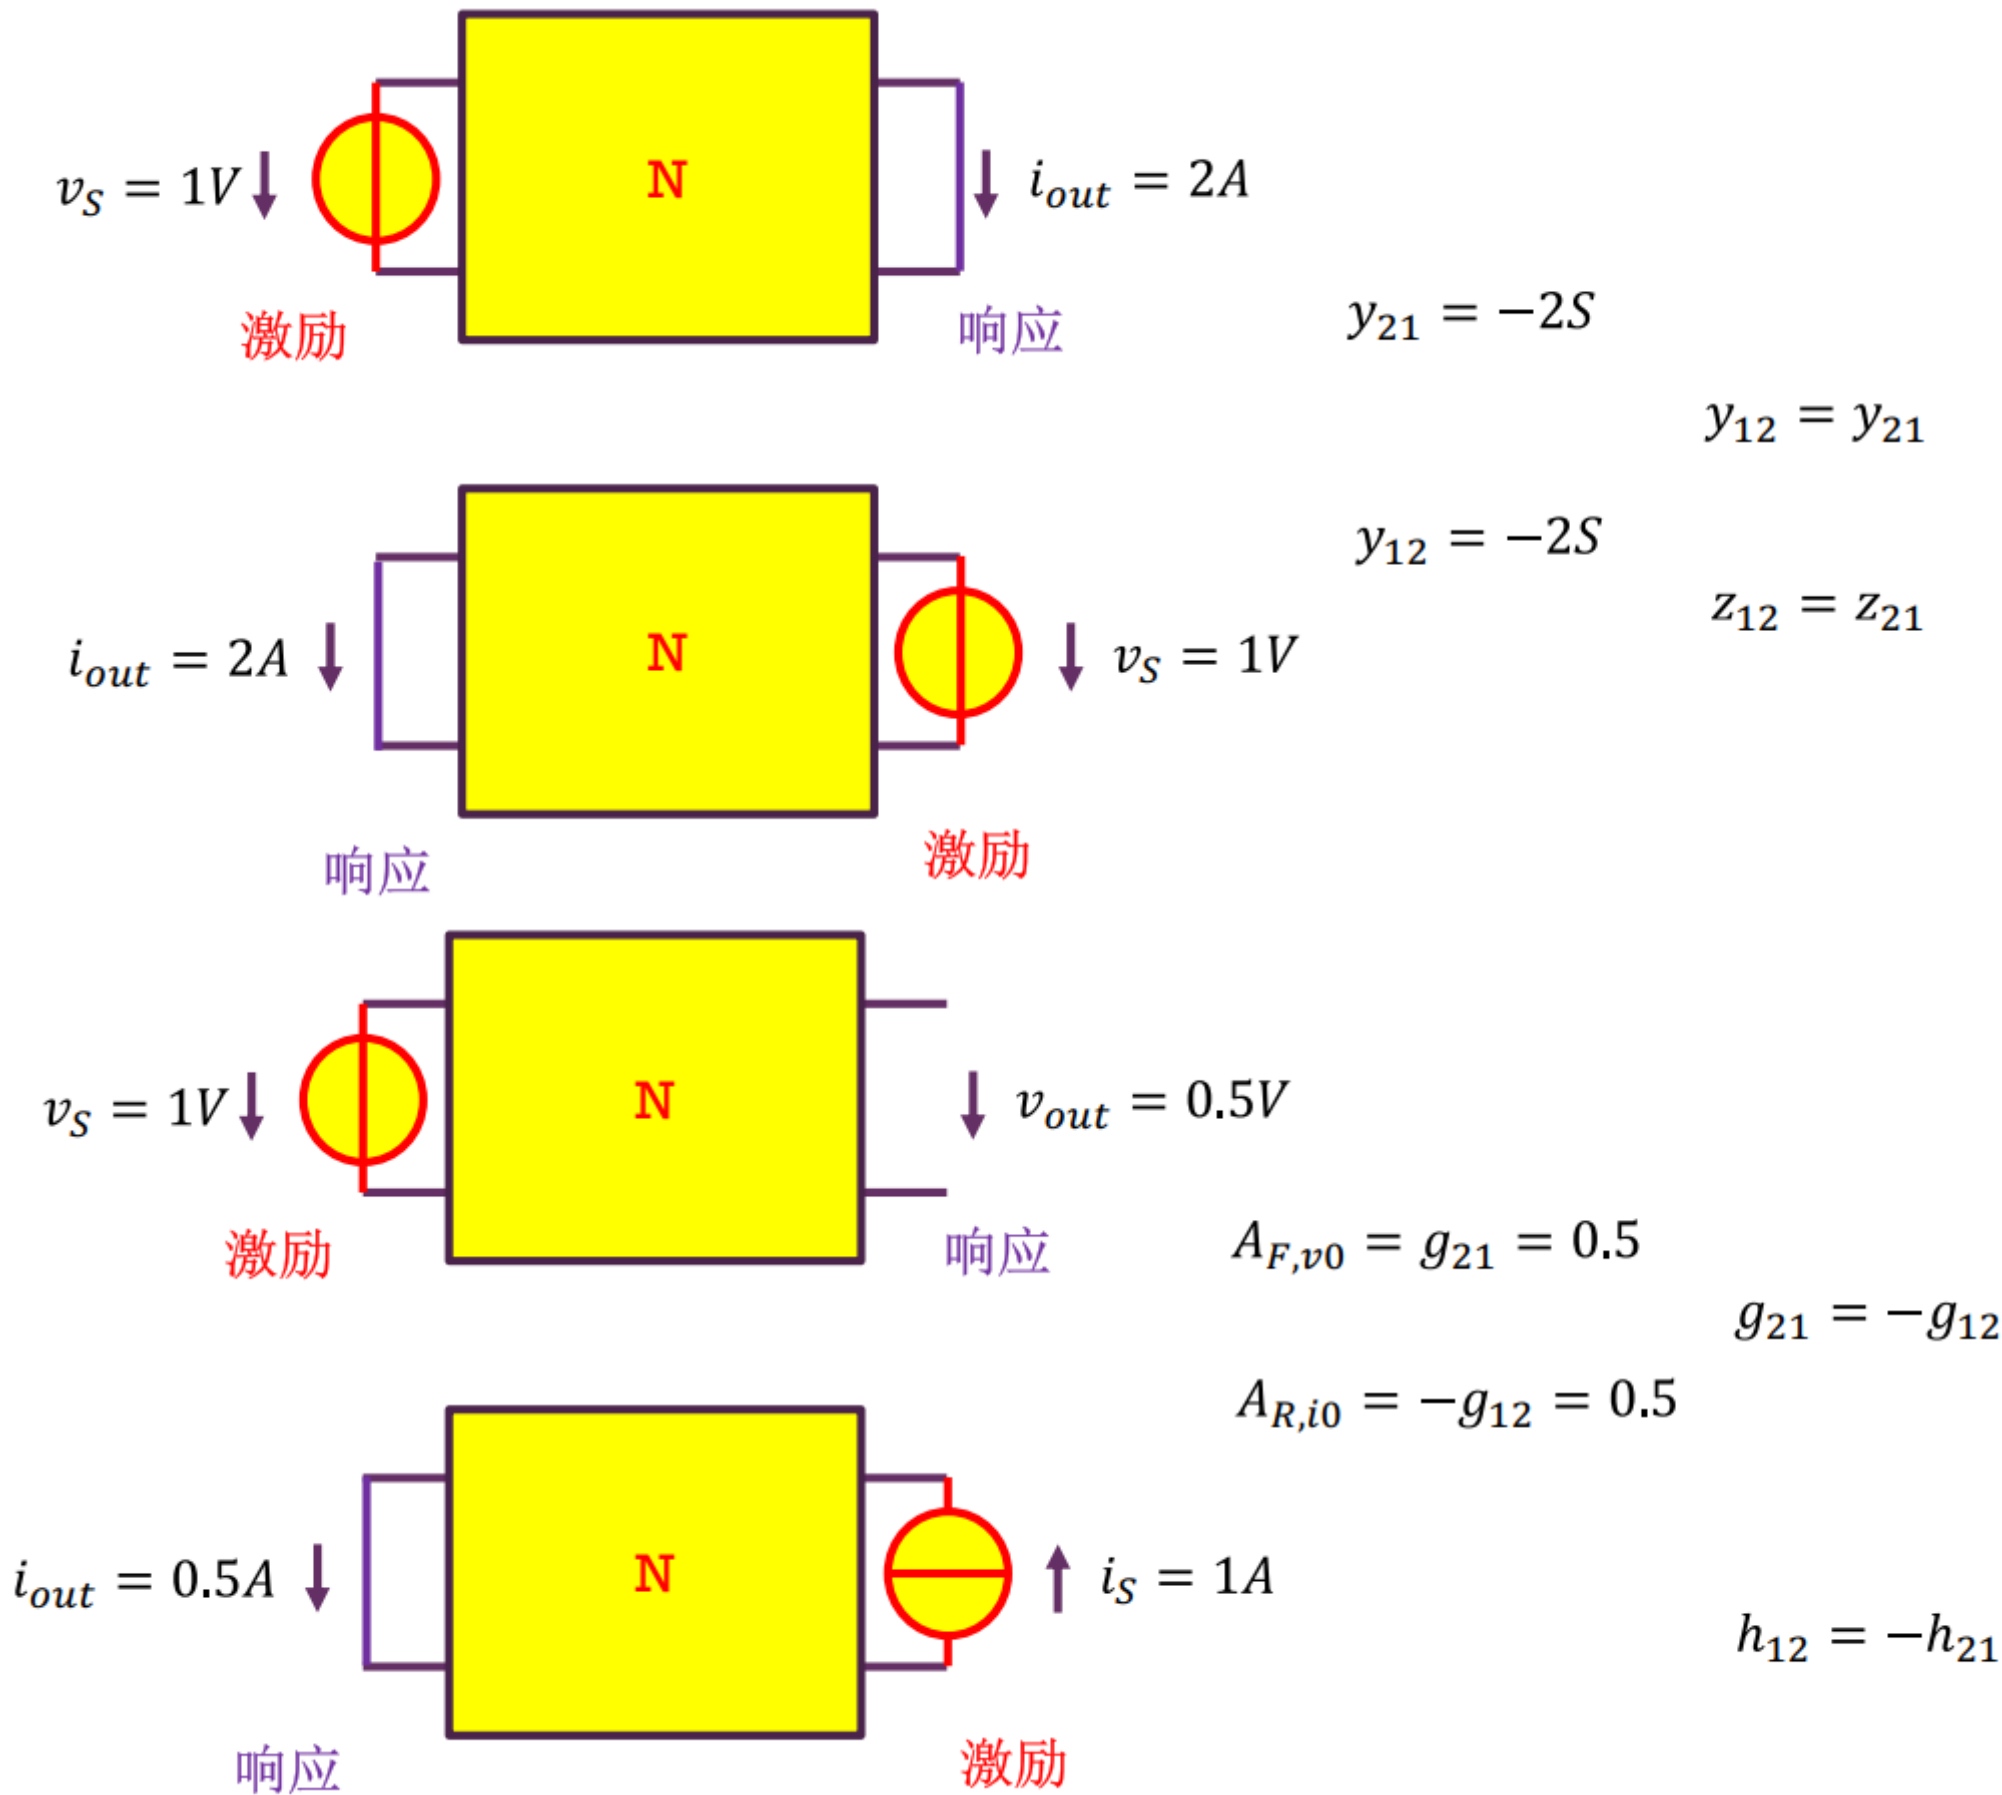 v_S = 1V
N
i_out = 2A
激励
响应
y_21 = −2S
y_12 = y_21
i_out = 2A
N
v_S = 1V
y_12 = −2S
z_12 = z_21
响应
激励
v_S = 1V
N
v_out = 0.5V
激励
响应
A_F,v0 = g_21 = 0.5
g_21 = −g_12
A_R,i0 = −g_12 = 0.5
i_out = 0.5A
N
i_S = 1A
h_12 = −h_21
响应
激励